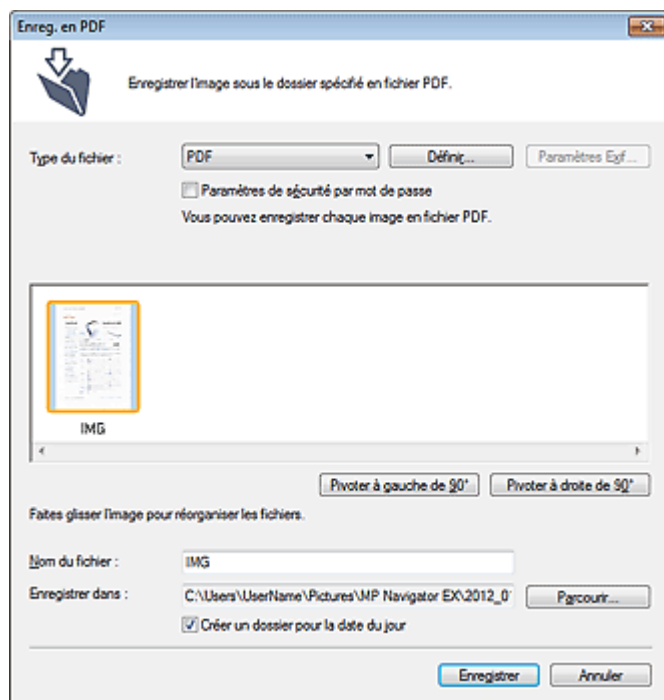 Enreg. en PDF
Enregistrer l'image sous le dossier spécifié en fichier PDF.
Type du fichier : PDF Définir... Paramètres Exif...
Paramètres de sécurité par mot de passe
Vous pouvez enregistrer chaque image en fichier PDF.
IMG
Pivoter à gauche de 90° Pivoter à droite de 90°
Faites glisser l'image pour réorganiser les fichiers.
Nom du fichier : IMG
Enregistrer dans : C:\Users\UserName\Pictures\MP Navigator EX\2012_0 Parcourir...
Créer un dossier pour la date du jour
Enregistrer Annuler